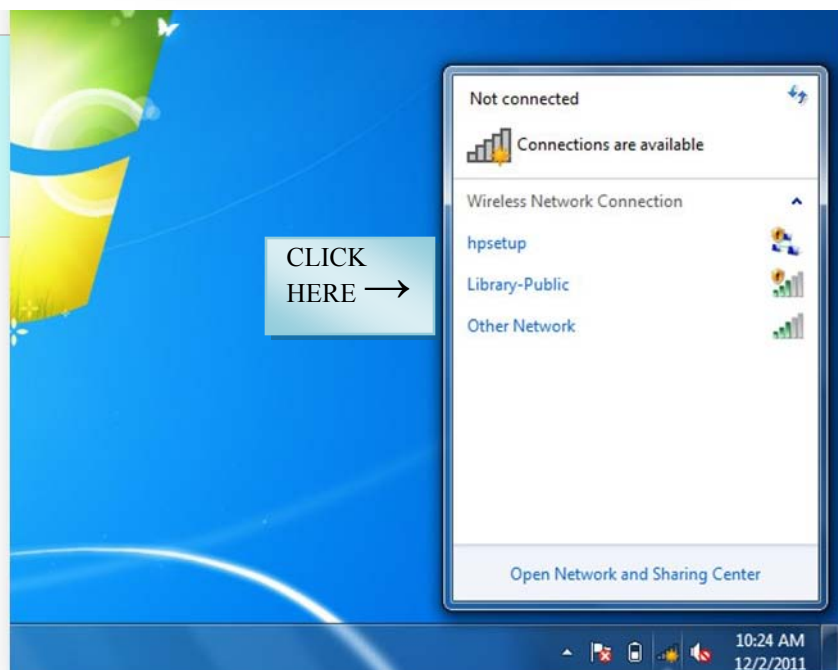 Not connected
Connections are available
Wireless Network Connection
hpsetup
CLICK
HERE →
Library-Public
Other Network
Open Network and Sharing Center
10:24 AM
12/2/2011